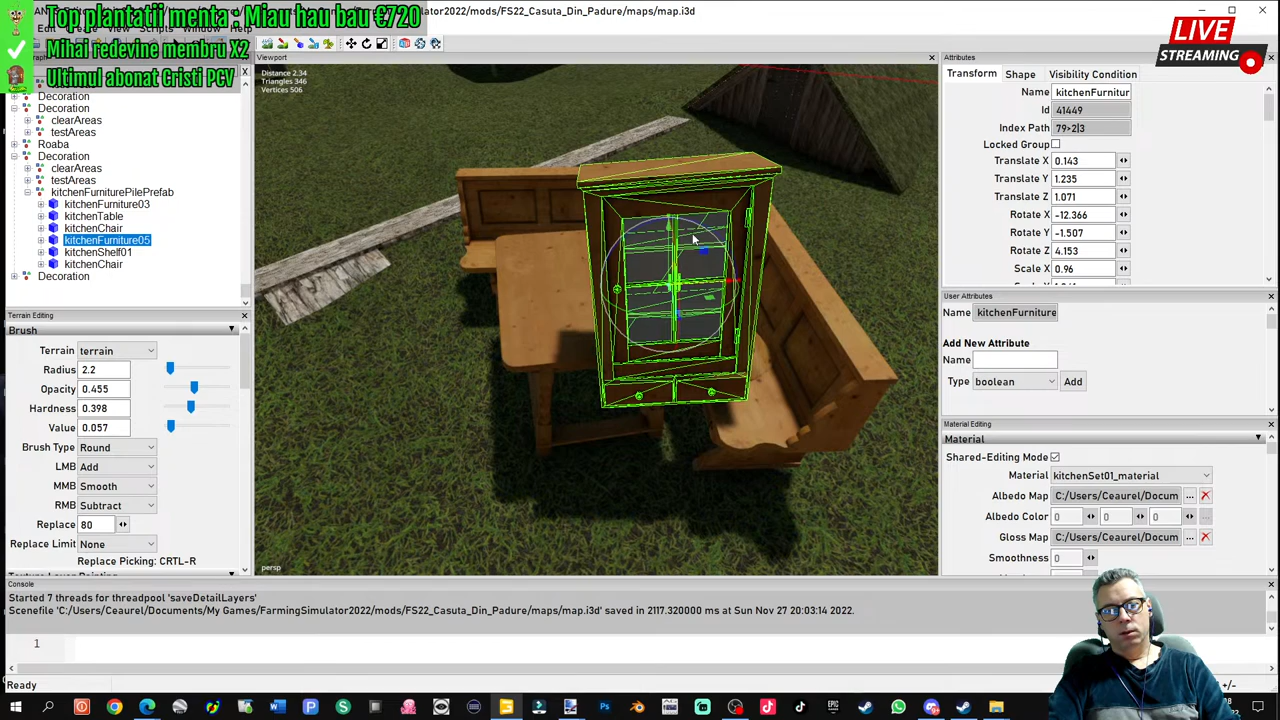 Top plantatii menta : Miau hau bau €720
Mihai redevine membru X2
Ultimul abonat Cristi PCV
Simulator2022/mods/FS22_Casuta_Din_Padure/maps/map.i3d
Scripts Window Help
LIVE
STREAMING
Decoration
Decoration
clearAreas
testAreas
Roaba
Decoration
clearAreas
testAreas
kitchenFurniturePilePrefab
kitchenFurniture03
kitchenTable
kitchenChair
kitchenFurniture05
kitchenShelf01
kitchenChair
Decoration
Terrain Editing
Brush
Terrain terrain
Radius 2.2
Opacity 0.455
Hardness 0.398
Value 0.057
Brush Type Round
LMB Add
MMB Smooth
RMB Subtract
Replace 80
Replace Limit None
Replace Picking: CRTL-R
Viewport
Distance 2.34
Triangles 346
Vertices 506
persp
Attributes
Transform Shape Visibility Condition
Name kitchenFurnitur
Id 41449
Index Path 79>2|3
Locked Group
Translate X 0.143
Translate Y 1.235
Translate Z 1.071
Rotate X -12.366
Rotate Y -1.507
Rotate Z 4.153
Scale X 0.96
User Attributes
Name kitchenFurniture
Add New Attribute
Name
Type boolean Add
Material Editing
Material
Shared-Editing Mode
Material kitchenSet01_material
Albedo Map C:/Users/Ceaurel/Docum ...
Albedo Color 0 0 0
Gloss Map C:/Users/Ceaurel/Docum ...
Smoothness 0
Console
Started 7 threads for threadpool 'saveDetailLayers'
Scenefile 'C:/Users/Ceaurel/Documents/My Games/FarmingSimulator2022/mods/FS22_Casuta_Din_Padure/maps/map.i3d' saved in 2117.320000 ms at Sun Nov 27 20:03:14 2022.
1
Ready
+/-